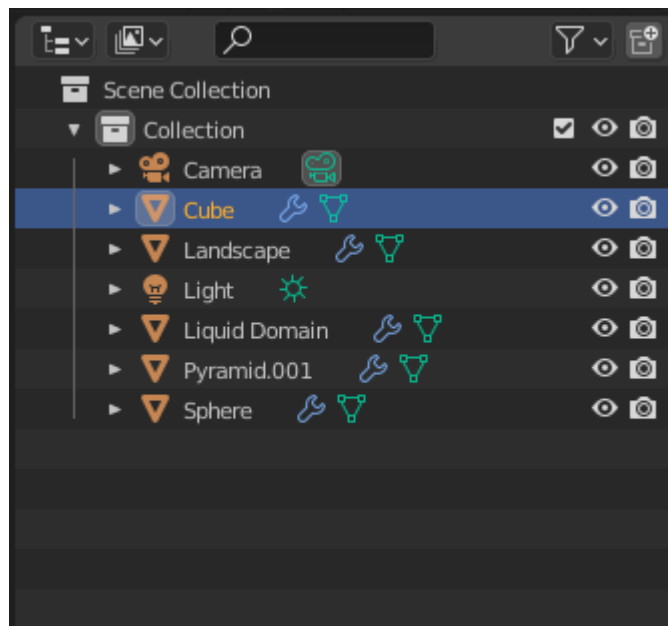 Scene Collection
Collection
Camera
Cube
Landscape
Light
Liquid Domain
Pyramid.001
Sphere